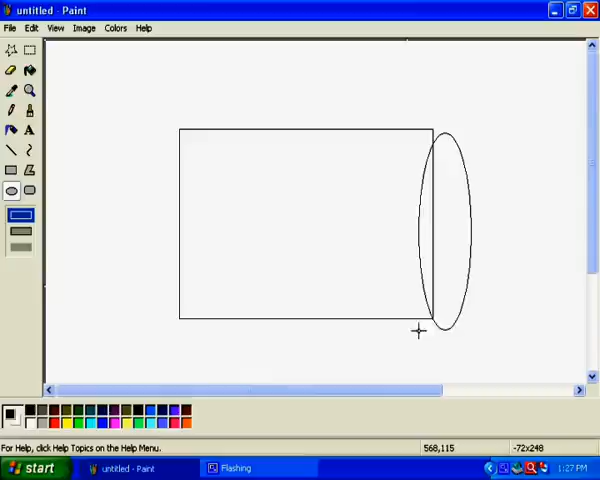 untitled - Paint
File Edit View Image Colors Help
A
For Help, click Help Topics on the Help Menu. 568,115 -72x248
start untitled - Paint Flashing 1:27 PM